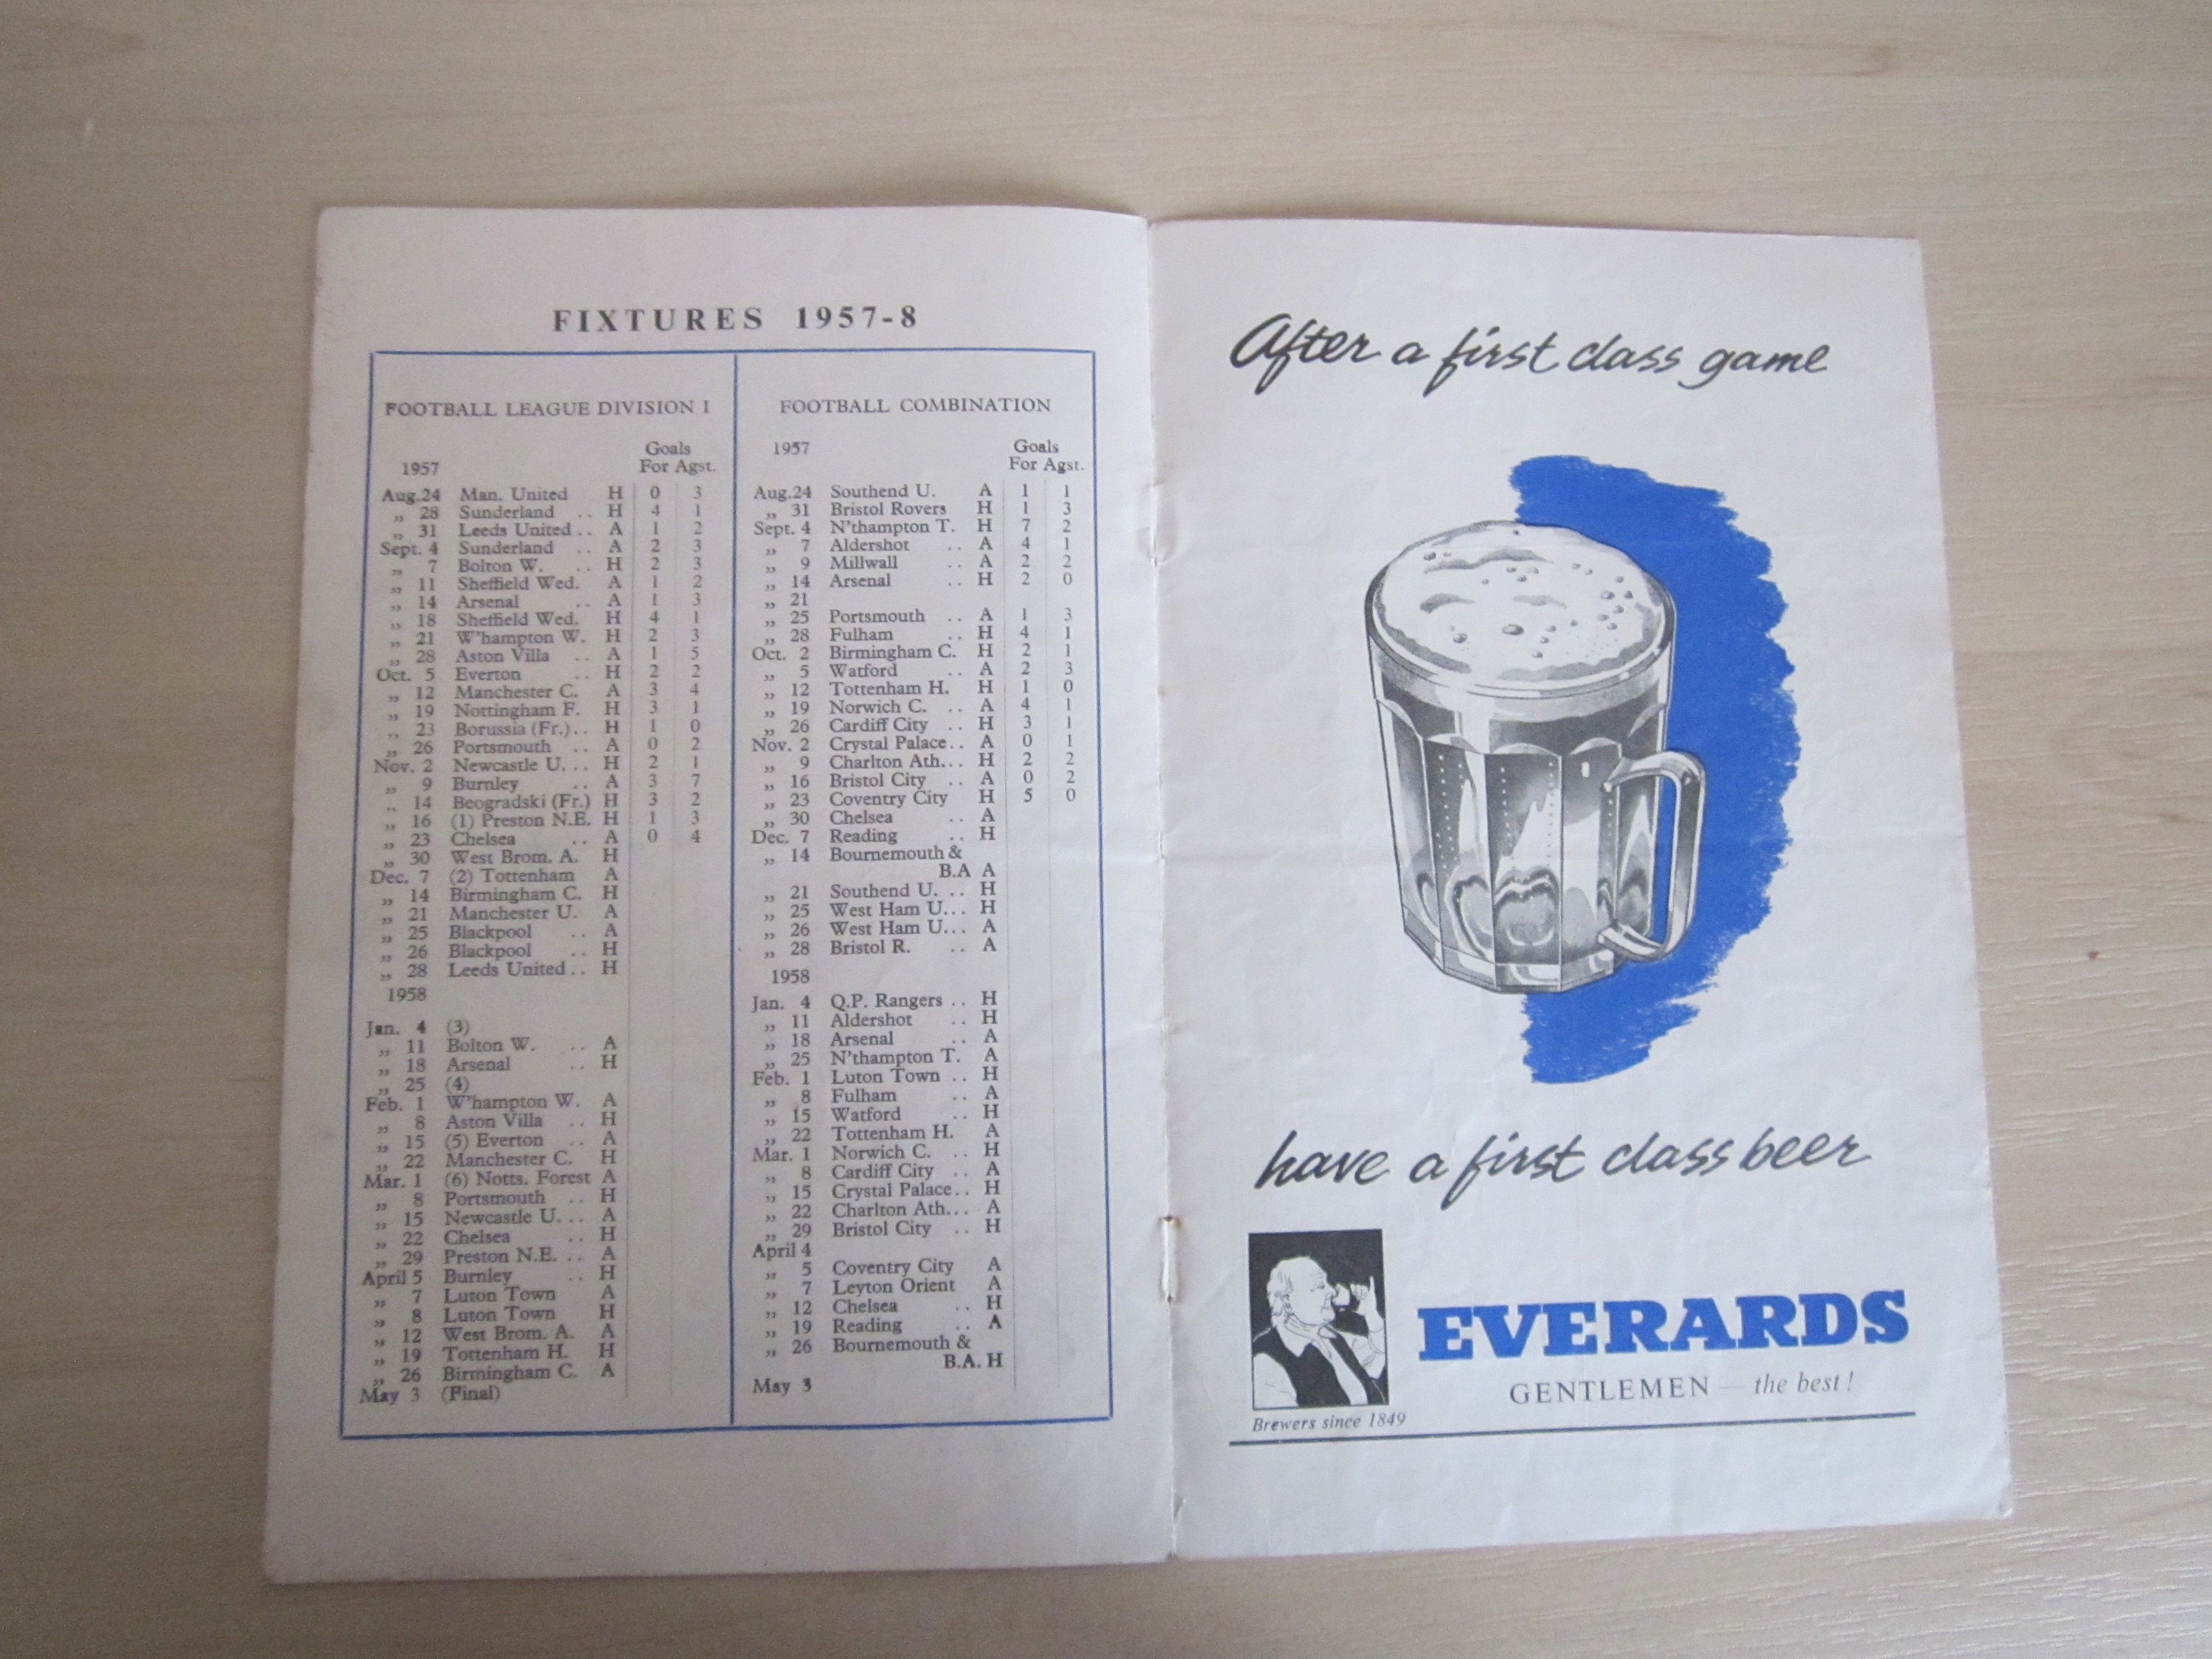 FIXTURES 1957-8
FOOTBALL LEAGUE DIVISION I
Goals
1957 For Agst.
Aug.24 Man. United H 0 3
„ 28 Sunderland .. H 4 1
„ 31 Leeds United.. A 1 2
Sept. 4 Sunderland .. A 2 3
„ 7 Bolton W. .. H 2 3
„ 11 Sheffield Wed. A 1 2
„ 14 Arsenal .. A 1 3
„ 18 Sheffield Wed. H 4 1
„ 21 W'hampton W. H 2 3
„ 28 Aston Villa .. A 1 5
Oct. 5 Everton .. H 2 2
„ 12 Manchester C. A 3 4
„ 19 Nottingham F. H 3 1
„ 23 Borussia (Fr.).. H 1 0
„ 26 Portsmouth .. A 0 2
Nov. 2 Newcastle U... H 2 1
„ 9 Burnley .. A 3 7
„ 14 Beogradski (Fr.) H 3 2
„ 16 (1) Preston N.E. H 1 3
„ 23 Chelsea .. A 0 4
„ 30 West Brom. A. H
Dec. 7 (2) Tottenham A
„ 14 Birmingham C. H
„ 21 Manchester U. A
„ 25 Blackpool .. A
„ 26 Blackpool .. H
„ 28 Leeds United.. H
1958
Jan. 4 (3)
„ 11 Bolton W. .. A
„ 18 Arsenal .. H
„ 25 (4)
Feb. 1 W'hampton W. A
„ 8 Aston Villa .. H
„ 15 (5) Everton .. A
„ 22 Manchester C. H
Mar. 1 (6) Notts. Forest A
„ 8 Portsmouth .. H
„ 15 Newcastle U... A
„ 22 Chelsea .. H
„ 29 Preston N.E. .. A
April 5 Burnley .. H
„ 7 Luton Town A
„ 8 Luton Town H
„ 12 West Brom. A. A
„ 19 Tottenham H. H
„ 26 Birmingham C. A
May 3 (Final)
FOOTBALL COMBINATION
1957 Goals
For Agst.
Aug.24 Southend U. A 1 1
„ 31 Bristol Rovers H 1 3
Sept. 4 N'thampton T. H 7 2
„ 7 Aldershot .. A 4 1
„ 9 Millwall .. A 2 2
„ 14 Arsenal .. H 2 0
„ 21
„ 25 Portsmouth .. A 1 3
„ 28 Fulham .. H 4 1
Oct. 2 Birmingham C. H 2 1
„ 5 Watford .. A 2 3
„ 12 Tottenham H. H 1 0
„ 19 Norwich C. .. A 4 1
„ 26 Cardiff City .. H 3 1
Nov. 2 Crystal Palace.. A 0 1
„ 9 Charlton Ath... H 2 2
„ 16 Bristol City .. A 0 2
„ 23 Coventry City H 5 0
„ 30 Chelsea .. A
Dec. 7 Reading .. H
„ 14 Bournemouth &
B.A A
„ 21 Southend U. .. H
„ 25 West Ham U... H
„ 26 West Ham U... A
„ 28 Bristol R. .. A
1958
Jan. 4 Q.P. Rangers .. H
„ 11 Aldershot .. H
„ 18 Arsenal .. A
„ 25 N'thampton T. A
Feb. 1 Luton Town .. H
„ 8 Fulham .. A
„ 15 Watford .. H
„ 22 Tottenham H. A
Mar. 1 Norwich C. .. H
„ 8 Cardiff City .. A
„ 15 Crystal Palace.. H
„ 22 Charlton Ath... A
„ 29 Bristol City .. H
April 4
„ 5 Coventry City A
„ 7 Leyton Orient A
„ 12 Chelsea .. H
„ 19 Reading .. A
„ 26 Bournemouth &
B.A. H
May 3
After a first class game
have a first class beer
EVERARDS
GENTLEMEN — the best!
Brewers since 1849